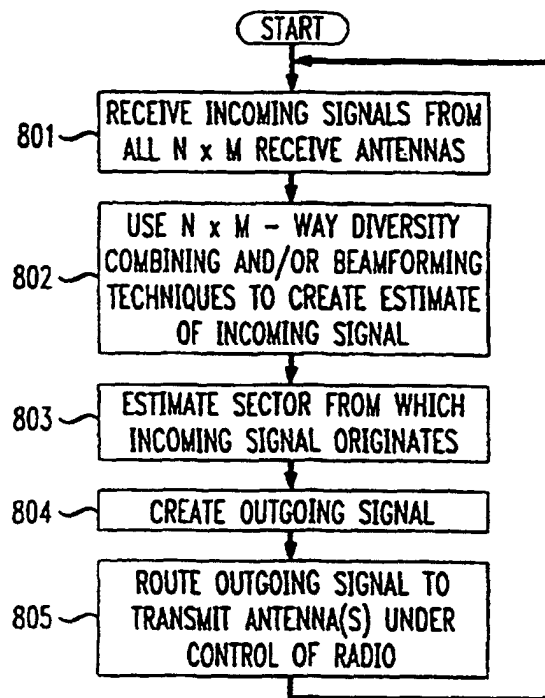 START
801
RECEIVE INCOMING SIGNALS FROM
ALL N x M RECEIVE ANTENNAS
802
USE N x M - WAY DIVERSITY
COMBINING AND/OR BEAMFORMING
TECHNIQUES TO CREATE ESTIMATE
OF INCOMING SIGNAL
803
ESTIMATE SECTOR FROM WHICH
INCOMING SIGNAL ORIGINATES
804
CREATE OUTGOING SIGNAL
805
ROUTE OUTGOING SIGNAL TO
TRANSMIT ANTENNA(S) UNDER
CONTROL OF RADIO